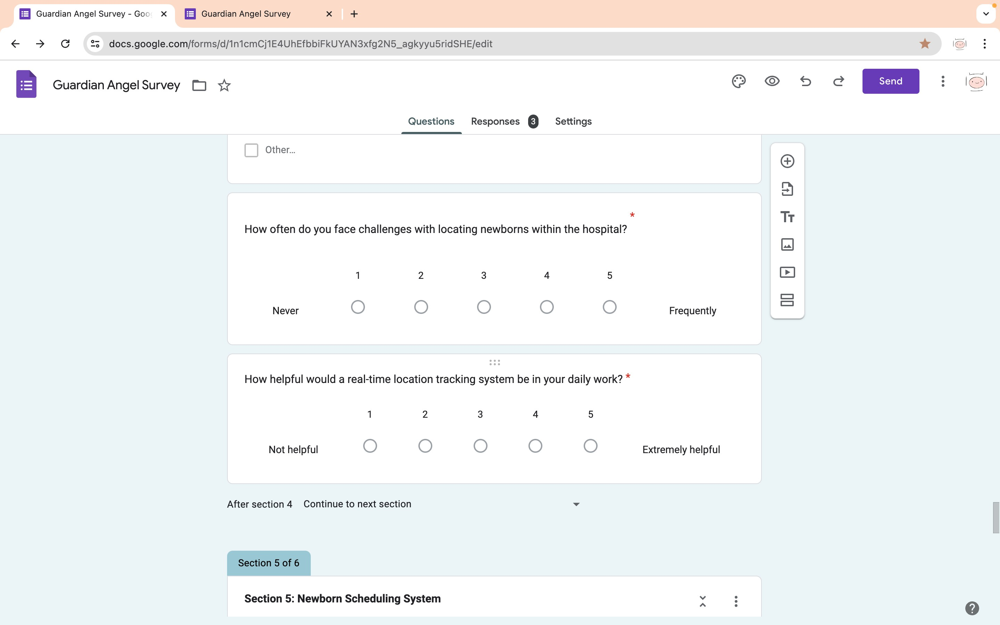 Guardian Angel Survey - Goo
Guardian Angel Survey
docs.google.com/forms/d/1n1cmCj1E4UhEfbbiFkUYAN3xfg2N5_agkyyu5ridSHE/edit
Guardian Angel Survey
Send
Questions
Responses 3
Settings
Other...
How often do you face challenges with locating newborns within the hospital? *
1 2 3 4 5
Never
Frequently
How helpful would a real-time location tracking system be in your daily work? *
1 2 3 4 5
Not helpful
Extremely helpful
After section 4 Continue to next section
Section 5 of 6
Section 5: Newborn Scheduling System